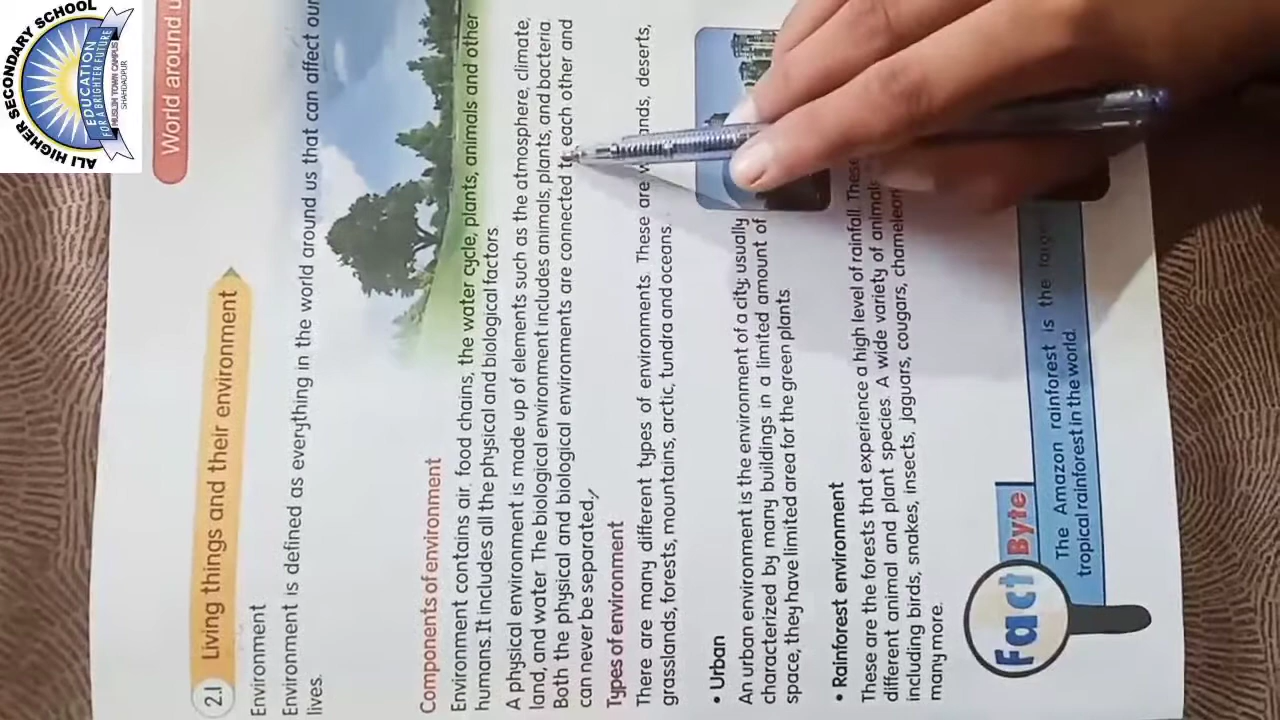 ALI HIGHER SECONDARY SCHOOL
EDUCATION
FOR A BRIGHTER FUTURE
MUSLIM TOWN CAMPUS
SHAHDADPUR
World around u
2.1 Living things and their environment
Environment
Environment is defined as everything in the world around us that can affect our
lives.
Components of environment
Environment contains air, food chains, the water cycle, plants, animals and other
humans. It includes all the physical and biological factors.
A physical environment is made up of elements such as the atmosphere, climate,
land, and water. The biological environment includes animals, plants, and bacteria.
Both the physical and biological environments are connected to each other and
can never be separated.
Types of environment
There are many different types of environments. These are ands, deserts,
grasslands, forests, mountains, arctic, tundra and oceans.
• Urban
An urban environment is the environment of a city; usually
characterized by many buildings in a limited amount of
space, they have limited area for the green plants.
• Rainforest environment
These are the forests that experience a high level of rainfall. These
different animal and plant species. A wide variety of animal
including birds, snakes, insects, jaguars, cougars, chameleon
many more.
Fact Byte
The Amazon rainforest is the large
tropical rainforest in the world.